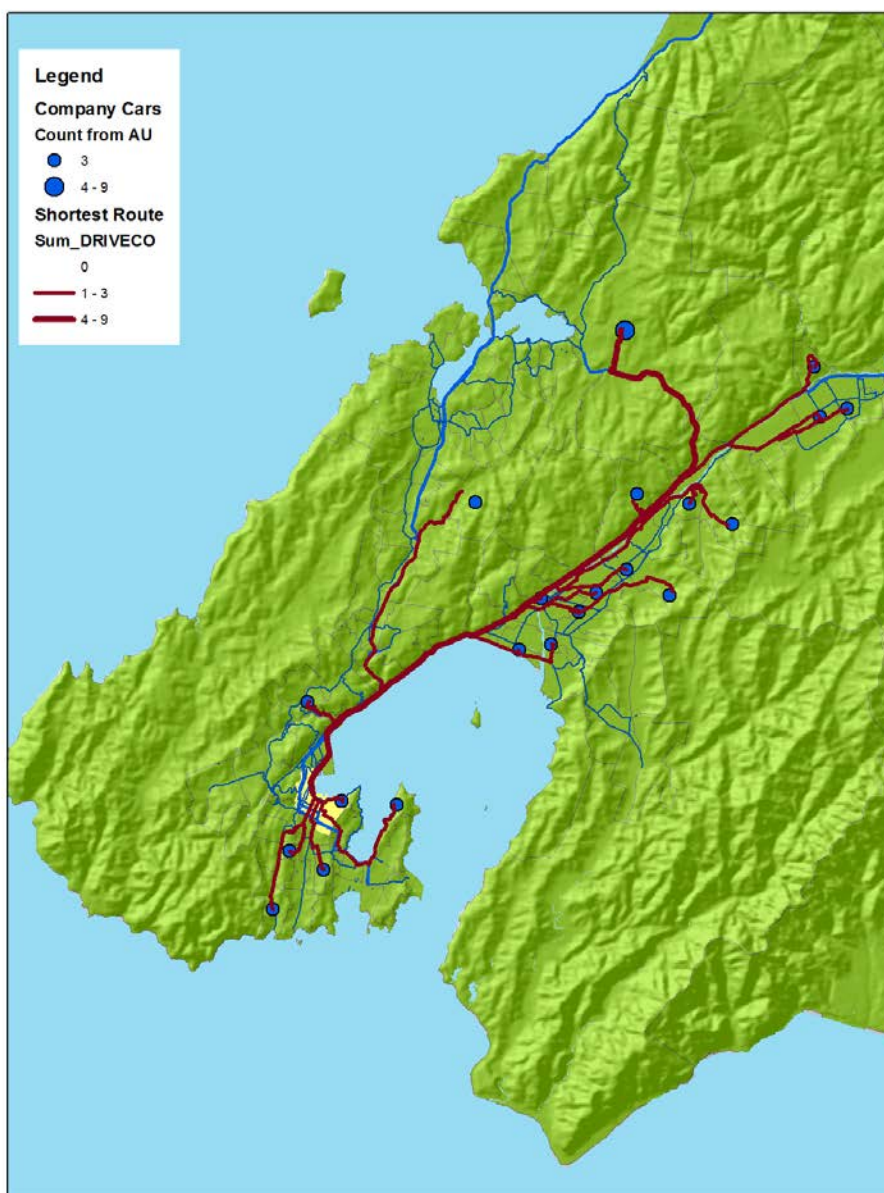 Legend
Company Cars
Count from AU
3
4 - 9
Shortest Route
Sum_DRIVECO
0
1 - 3
4 - 9